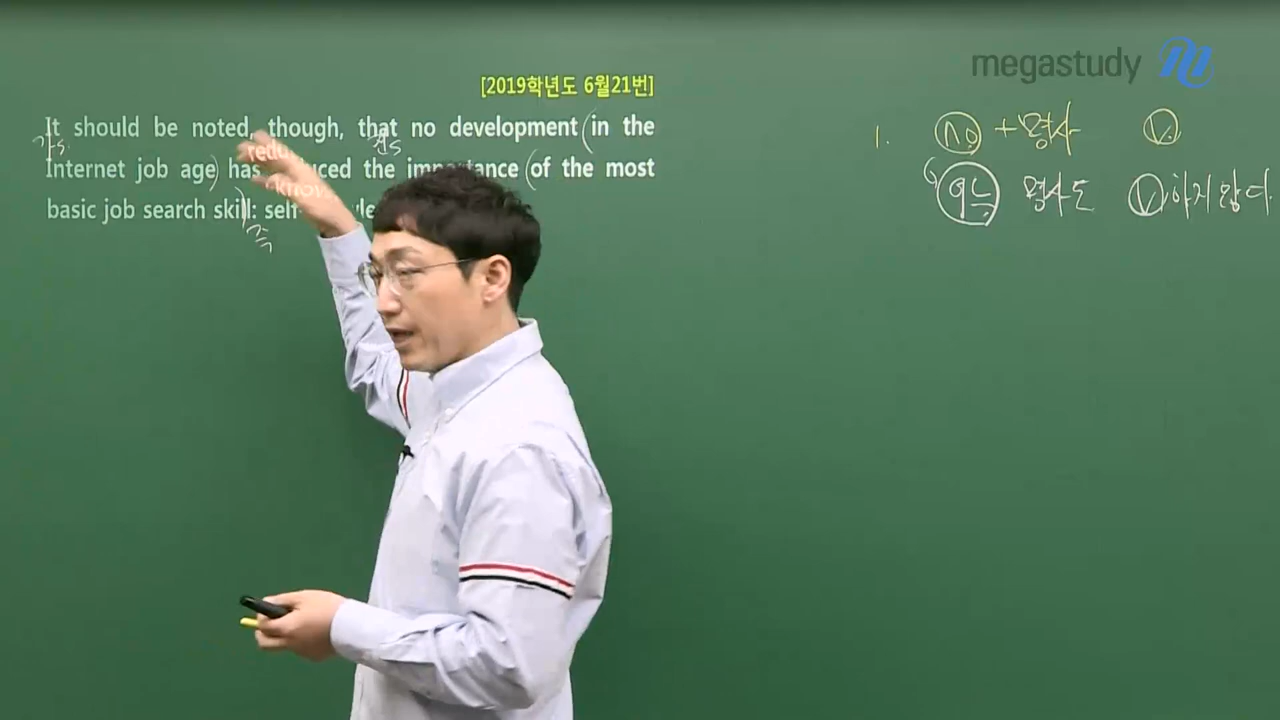 megastudy
[2019학년도 6월21번]
It should be noted, though, that no development (in the
가S 진S
Internet job age) has reduced the importance (of the most
basic job search skill): self-knowle
즉
1. no + 명사 V
어느 명사도 V하지 않다.